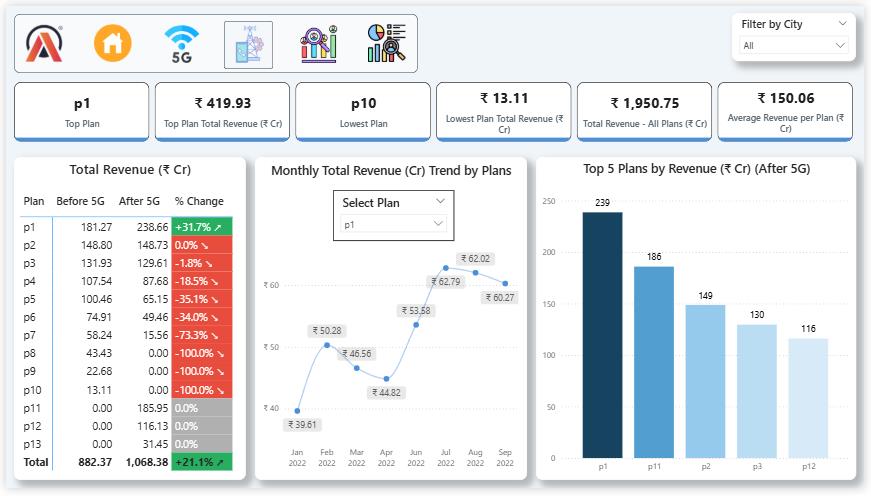 5G
Filter by City
All
p1
Top Plan
₹ 419.93
Top Plan Total Revenue (₹ Cr)
p10
Lowest Plan
₹ 13.11
Lowest Plan Total Revenue (₹
Cr)
₹ 1,950.75
Total Revenue - All Plans (₹ Cr)
₹ 150.06
Average Revenue per Plan (₹
Cr)
Total Revenue (₹ Cr)
Plan Before 5G After 5G % Change
p1 181.27 238.66 +31.7% ↗
p2 148.80 148.73 0.0% ↘
p3 131.93 129.61 -1.8% ↘
p4 107.54 87.68 -18.5% ↘
p5 100.46 65.15 -35.1% ↘
p6 74.91 49.46 -34.0% ↘
p7 58.24 15.56 -73.3% ↘
p8 43.43 0.00 -100.0% ↘
p9 22.68 0.00 -100.0% ↘
p10 13.11 0.00 -100.0% ↘
p11 0.00 185.95 0.0%
p12 0.00 116.13 0.0%
p13 0.00 31.45 0.0%
Total 882.37 1,068.38 +21.1% ↗
Monthly Total Revenue (Cr) Trend by Plans
Select Plan
p1
₹ 60
₹ 50
₹ 40
₹ 39.61
₹ 50.28
₹ 46.56
₹ 44.82
₹ 53.58
₹ 62.79
₹ 62.02
₹ 60.27
Jan Feb Mar Apr May Jun Jul Aug Sep
2022 2022 2022 2022 2022 2022 2022 2022
Top 5 Plans by Revenue (₹ Cr) (After 5G)
250
200
150
100
50
0
239
186
149
130
116
p1 p11 p2 p3 p12